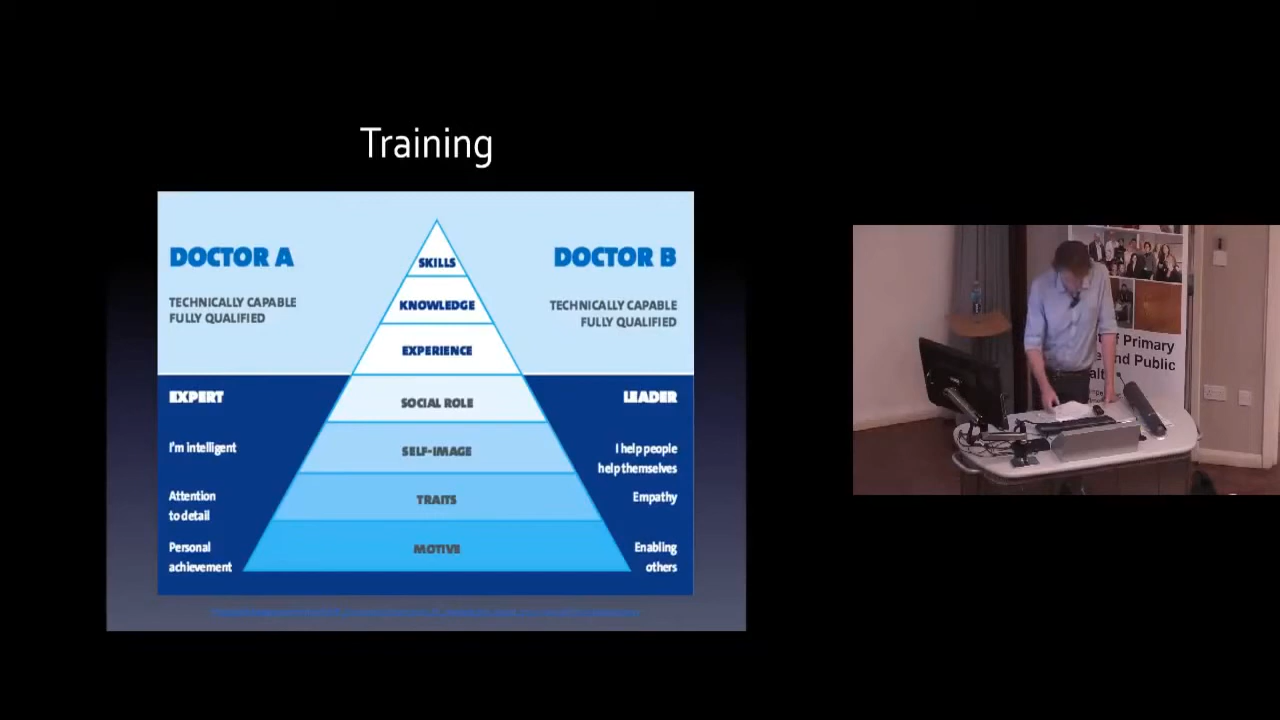 Training
DOCTOR A
TECHNICALLY CAPABLE
FULLY QUALIFIED
DOCTOR B
TECHNICALLY CAPABLE
FULLY QUALIFIED
SKILLS
KNOWLEDGE
EXPERIENCE
EXPERT
I'm intelligent
Attention
to detail
Personal
achievement
SOCIAL ROLE
SELF-IMAGE
TRAITS
MOTIVE
LEADER
I help people
help themselves
Empathy
Enabling
others
of Primary
and Public